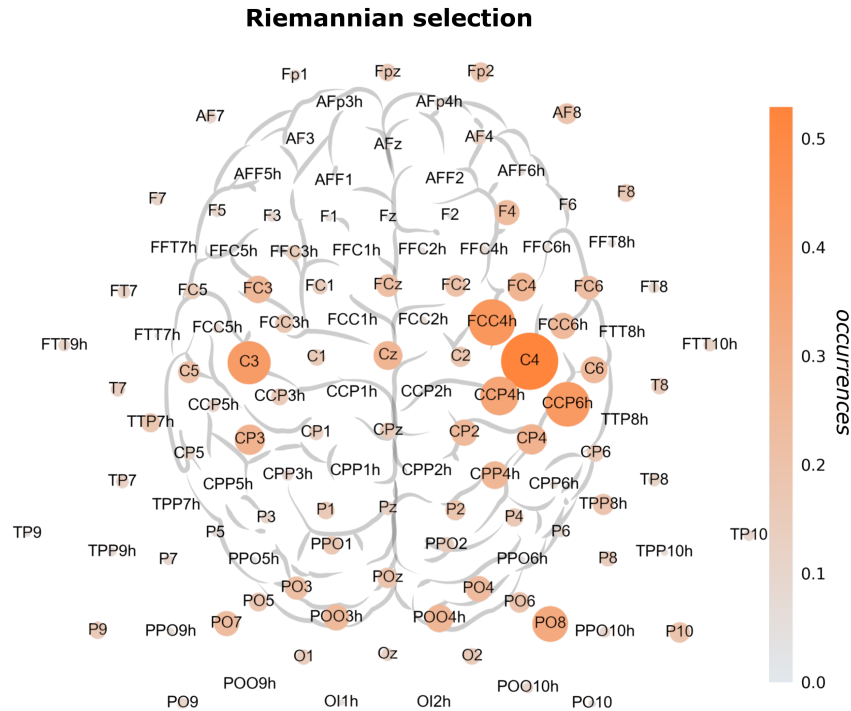 Riemannian selection
Fp1 Fpz Fp2
AFp3h AFp4h
AF7 AF8
AF3 AFz AF4
AFF5h AFF1 AFF2 AFF6h
F7 F8
F5 F3 F1 Fz F2 F4 F6
FFT7h FFC5h FFC3h FFC1h FFC2h FFC4h FFC6h FFT8h
FT7 FC5 FC3 FC1 FCz FC2 FC4 FC6 FT8
FTT7h FCC5h FCC3h FCC1h FCC2h FCC4h FCC6h FTT8h
FTT9h FTT10h
C5 C3 C1 Cz C2 C4 C6
T7 T8
CCP5h CCP3h CCP1h CCP2h CCP4h CCP6h
TTP7h TTP8h
CP5 CP3 CP1 CPz CP2 CP4 CP6
TP7 CPP5h CPP3h CPP1h CPP2h CPP4h CPP6h TP8
TPP7h TPP8h
P5 P3 P1 Pz P2 P4 P6
TP9 TP10
TPP9h P7 PPO5h PPO1 PPO2 PPO6h P8 TPP10h
PO5 PO3 POz PO4 PO6
P9 PPO9h PO7 POO3h POO4h PO8 PPO10h P10
O1 Oz O2
POO9h POO10h
PO9 OI1h OI2h PO10
0.5
0.4
0.3
0.2
0.1
0.0
occurrences